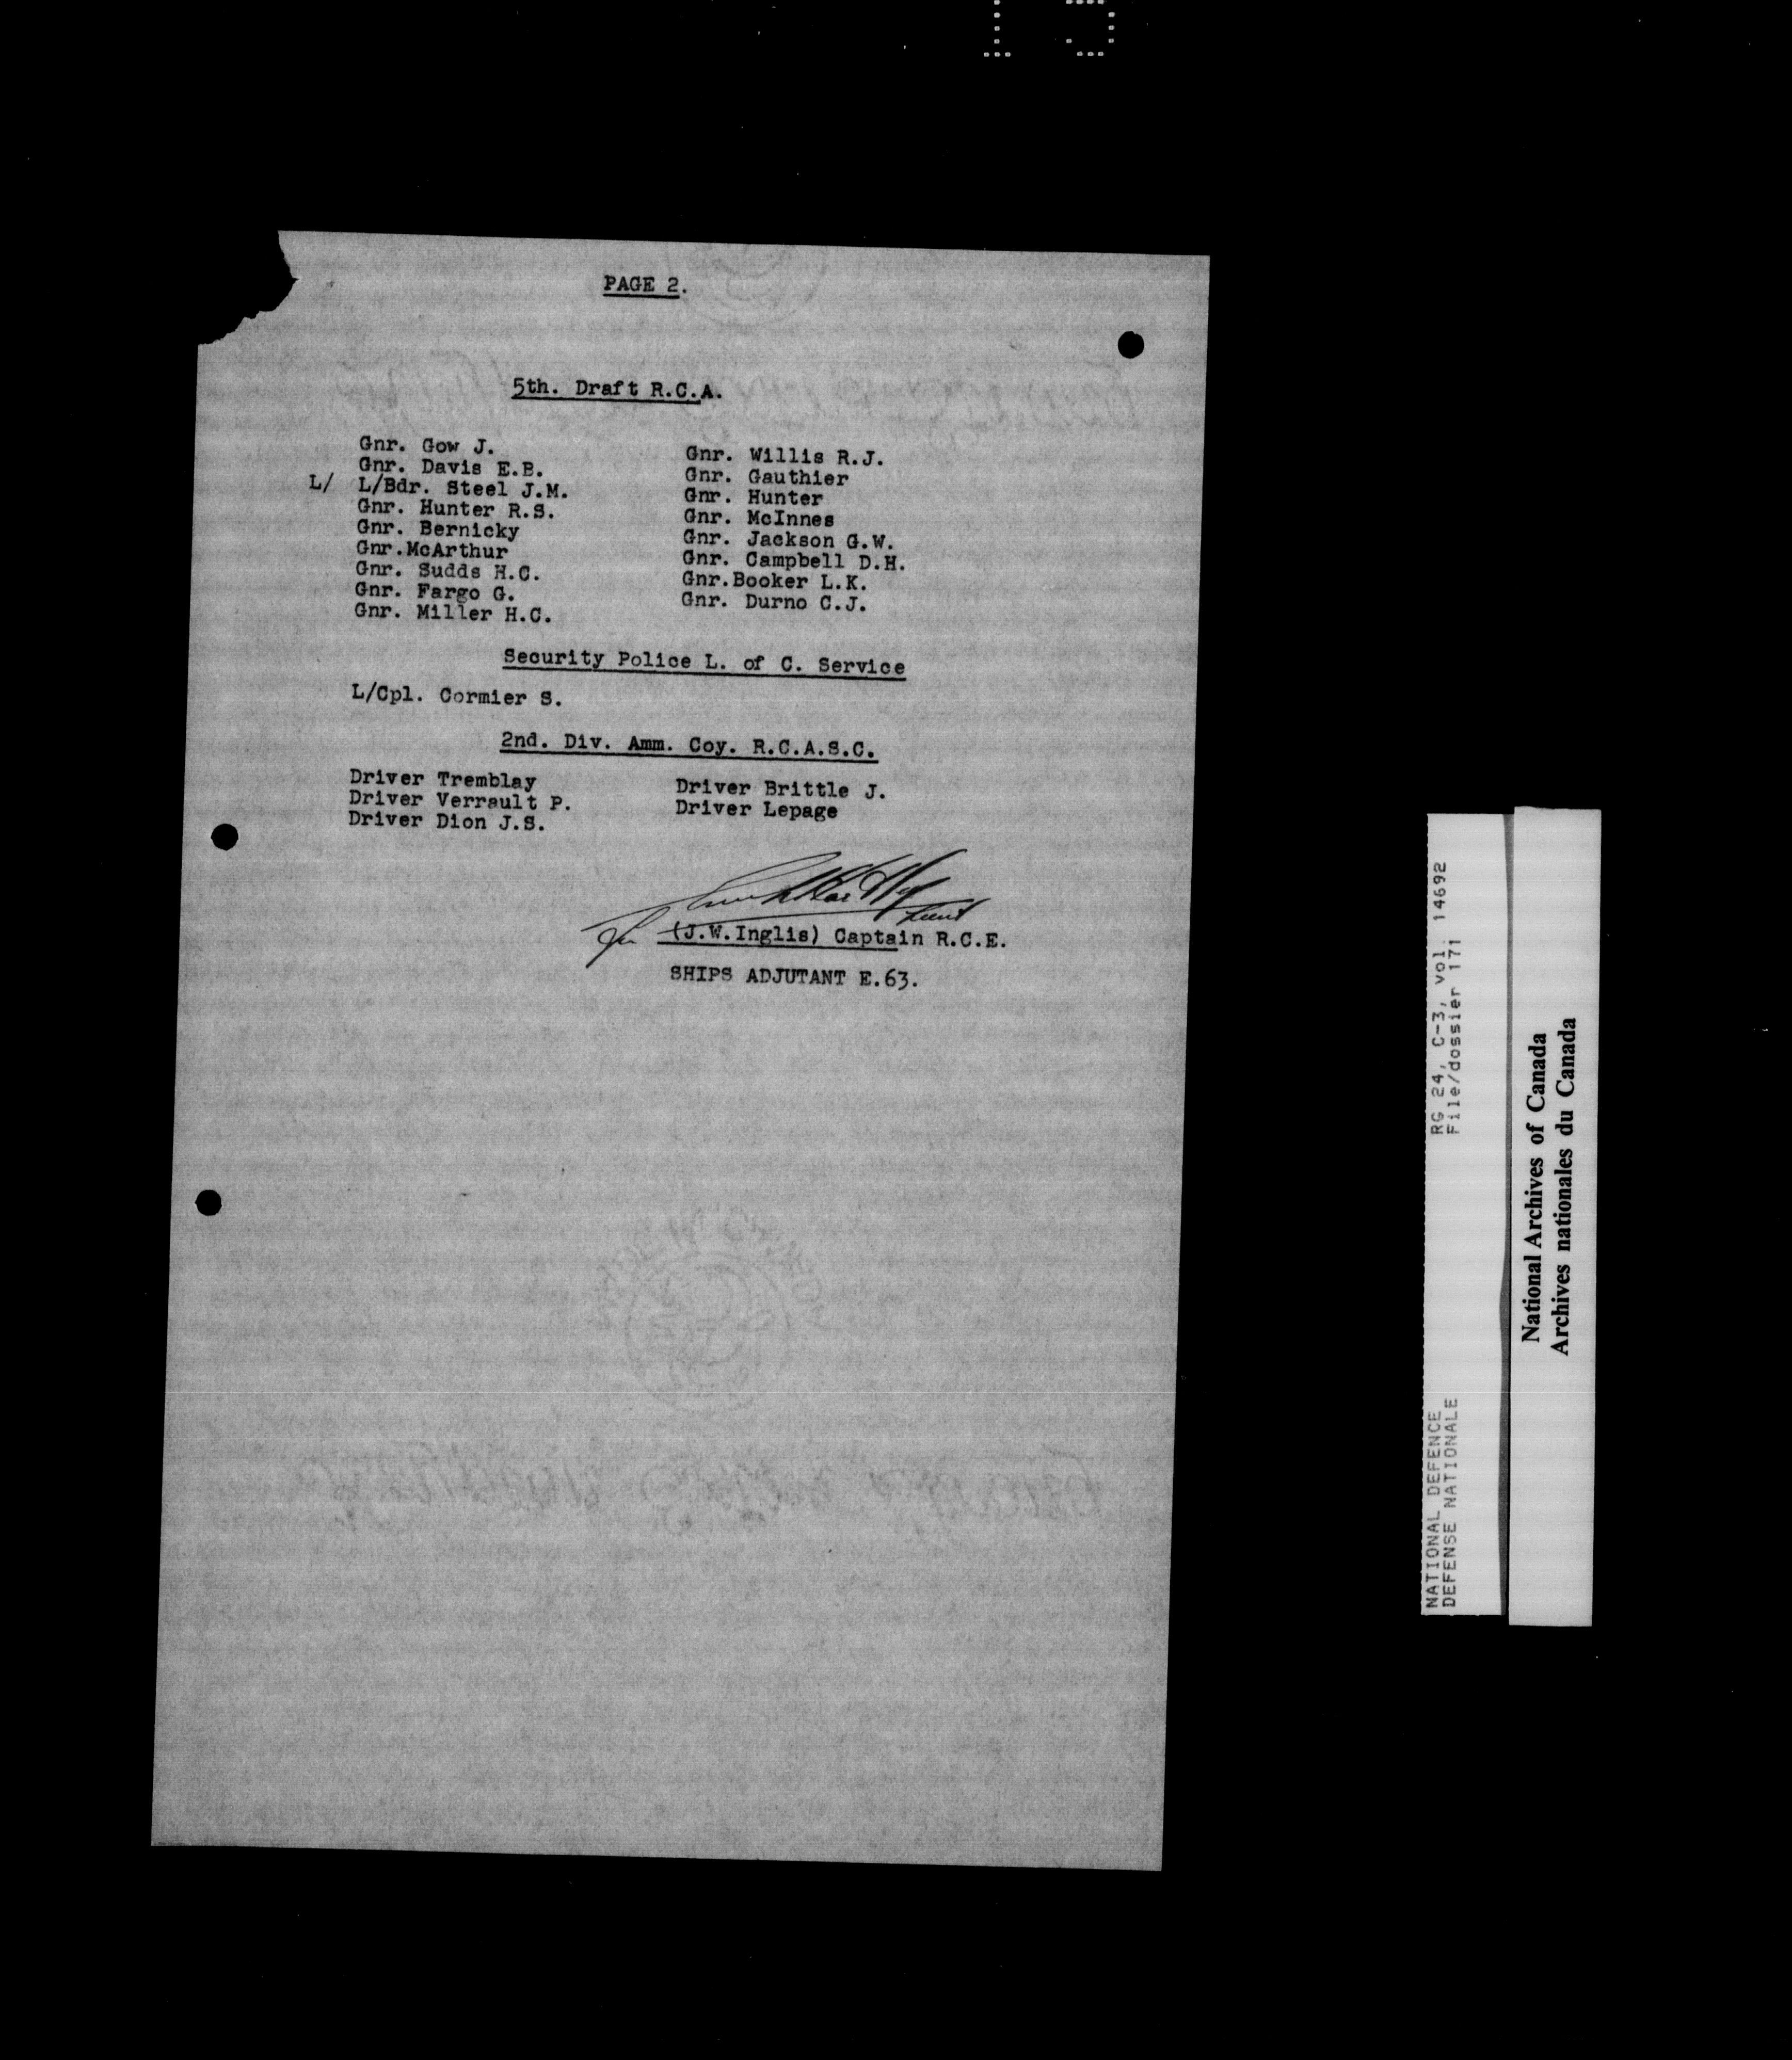 PAGE 2.
5th. Draft R.C.A.
Gnr. Gow J.
Gnr. Davis E.B.
L/ L/Bdr. Steel J.M.
Gnr. Hunter R.S.
Gnr. Bernicky
Gnr.McArthur
Gnr. Sudds H.C.
Gnr. Fargo G.
Gnr. Miller H.C.
Gnr. Willis R.J.
Gnr. Gauthier
Gnr. Hunter
Gnr. McInnes
Gnr. Jackson G.W.
Gnr. Campbell D.H.
Gnr.Booker L.K.
Gnr. Durno C.J.
Security Police L. of C. Service
L/Cpl. Cormier S.
2nd. Div. Amm. Coy. R.C.A.S.C.
Driver Tremblay
Driver Verrault P.
Driver Dion J.S.
Driver Brittle J.
Driver Lepage
(J.W.Inglis) Captain R.C.E.
SHIPS ADJUTANT E.63.
NATIONAL DEFENCE RG 24, C-3, vol. 14692
DEFENSE NATIONALE File/dossier 171
National Archives of Canada
Archives nationales du Canada